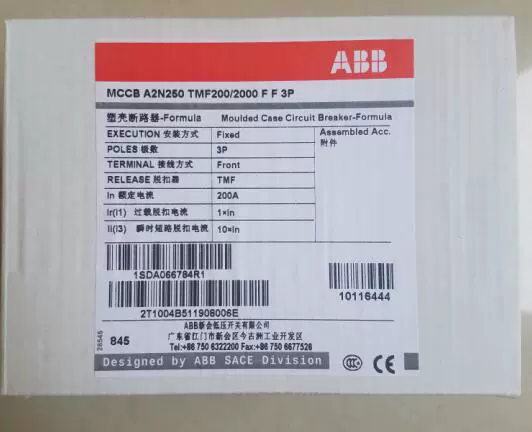 ABB
MCCB A2N250 TMF200/2000 F F 3P
塑壳断路器-Formula Moulded Case Circuit Breaker-Formula
EXECUTION 安装方式 Fixed Assembled Acc.
附件
POLES 级数 3P
TERMINAL 接线方式 Front
RELEASE 脱扣器 TMF
In 额定电流 200A
Ir(I1) 过载脱扣电流 1×In
Ii(I3) 瞬时短路脱扣电流 10×In
1SDA066784R1
2T1004B511908006E
10116444
ABB新会低压开关有限公司
广东省江门市新会区今古洲工业开发区
Tel:+86 750 6322200 Fax:+86 750 6677526
26545
845
Designed by ABB SACE Division
CCC CE